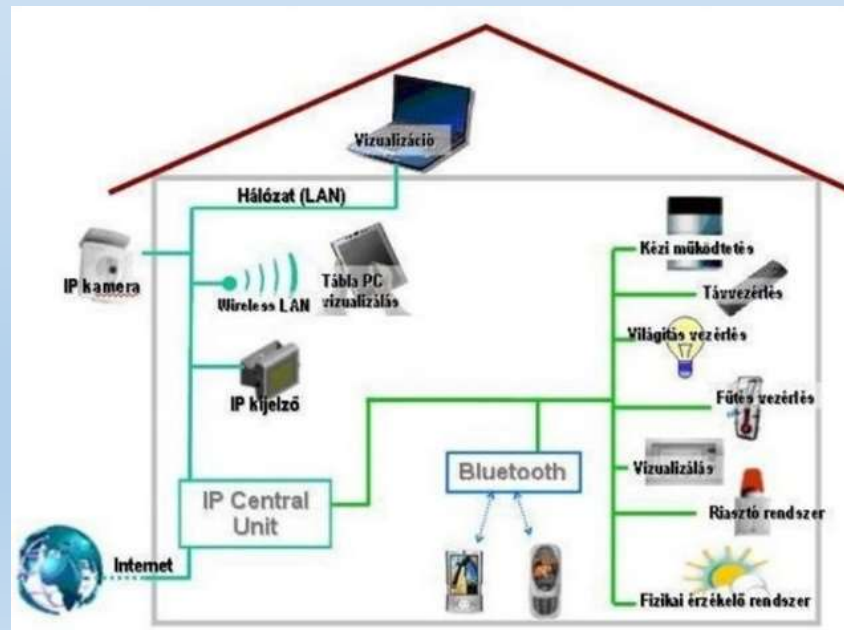 Vizualizáció
Hálózat (LAN)
IP kamera
Wireless LAN
Tábla PC
vizualizálás
IP kijelző
IP Central
Unit
Internet
Bluetooth
Kézi működtetés
Távvezérlés
Világítás vezérlés
Fűtés vezérlés
Vizualizálás
Riasztó rendszer
Fizikai érzékelő rendszer